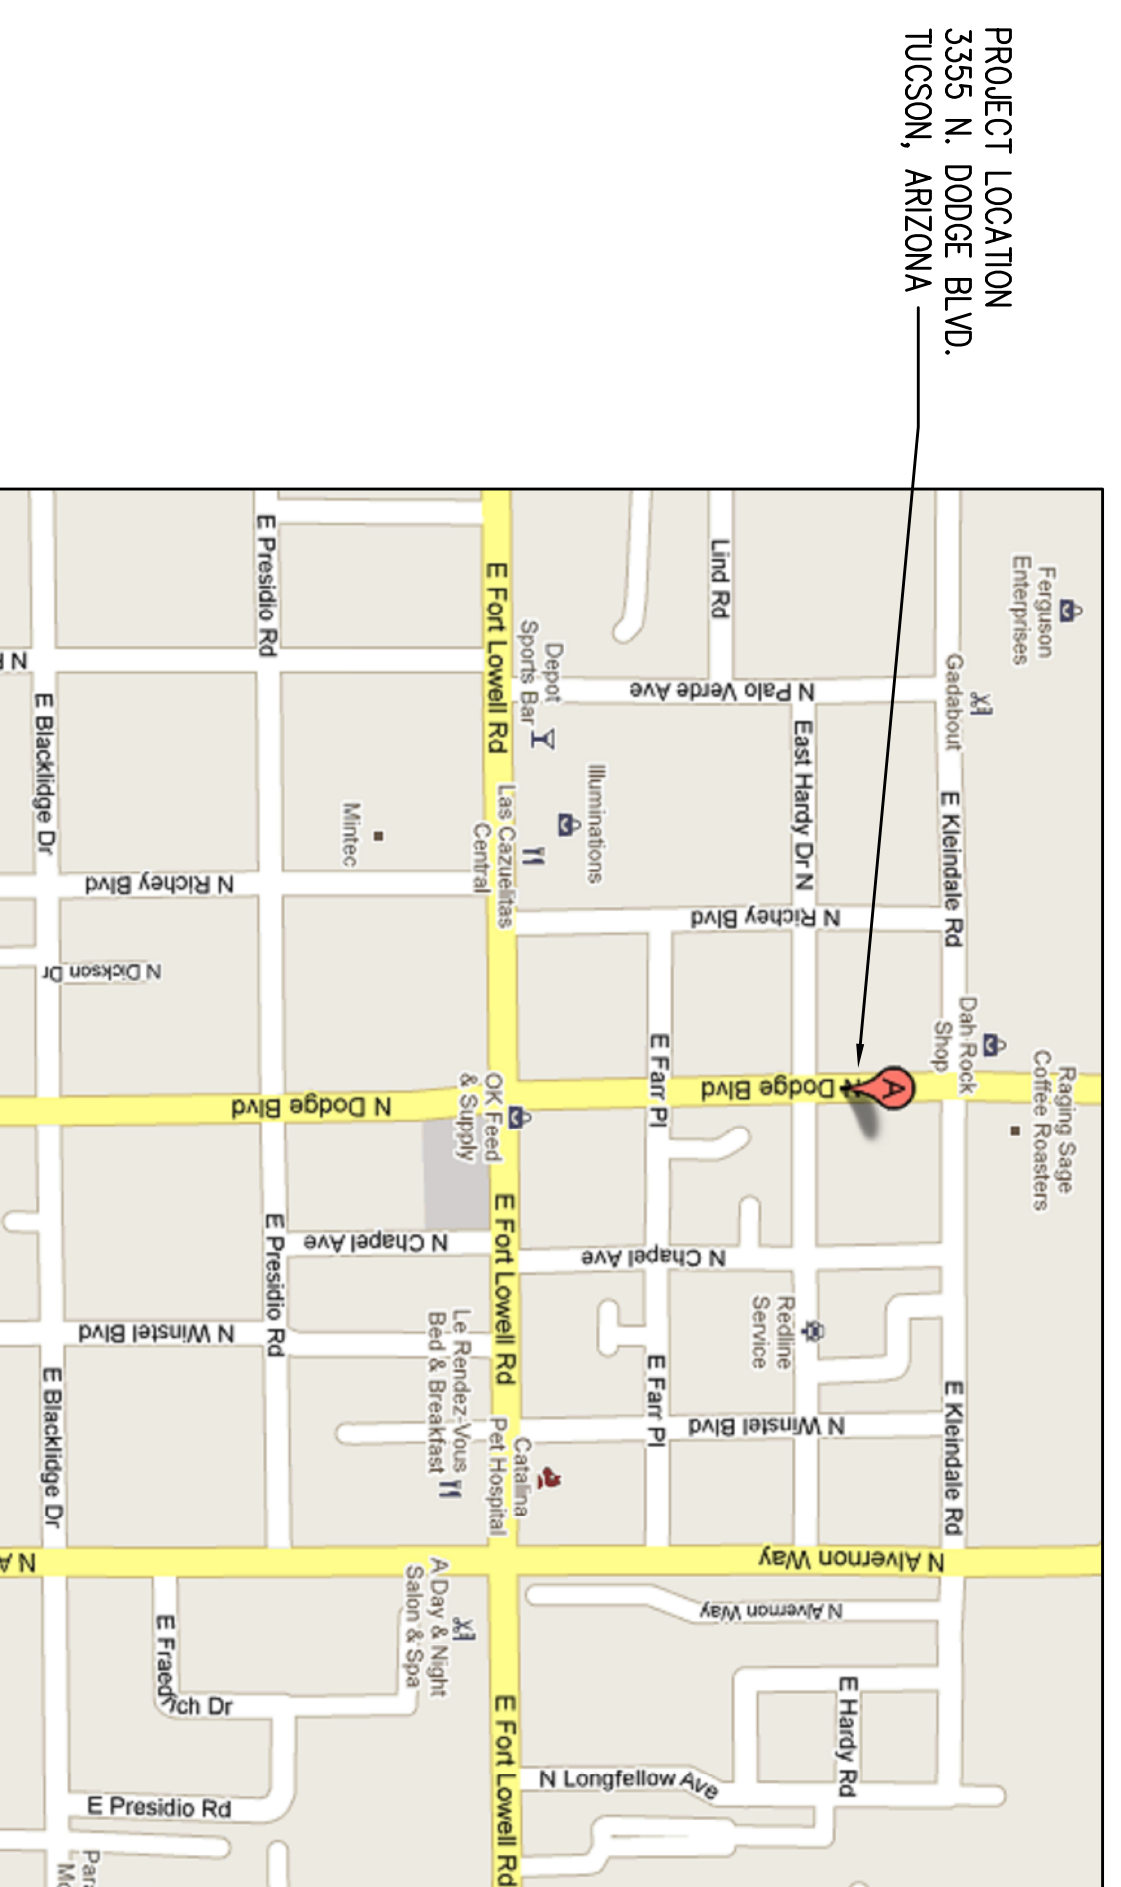 PROJECT LOCATION
3355 N. DODGE BLVD.
TUCSON, ARIZONA
Ferguson
Enterprises
Gadabout
E Kleindale Rd
Dah Rock
Shop
Raging Sage
Coffee Roasters
E Kleindale Rd
A
Lind Rd
N Palo Verde Ave
East Hardy Dr N
N Richey Blvd
N Dodge Blvd
N Chapel Ave
Redline
Service
N Winstel Blvd
N Alvernon Way
N Alvernon Way
E Hardy Rd
N Longfellow Ave
E Farr Pl
E Farr Pl
Illuminations
Depot
Sports Bar
E Fort Lowell Rd
Las Cazuelitas
Central
OK Feed
& Supply
E Fort Lowell Rd
Catalina
Pet Hospital
E Fort Lowell Rd
Le Rendez-Vous
Bed & Breakfast
A Day & Night
Salon & Spa
Mintec
N Richey Blvd
N Dodge Blvd
N Chapel Ave
N Winstel Blvd
E Presidio Rd
E Presidio Rd
E Fraedrich Dr
E Presidio Rd
N Dickson Dr
E Blacklidge Dr
E Blacklidge Dr
N A
Para
Mo